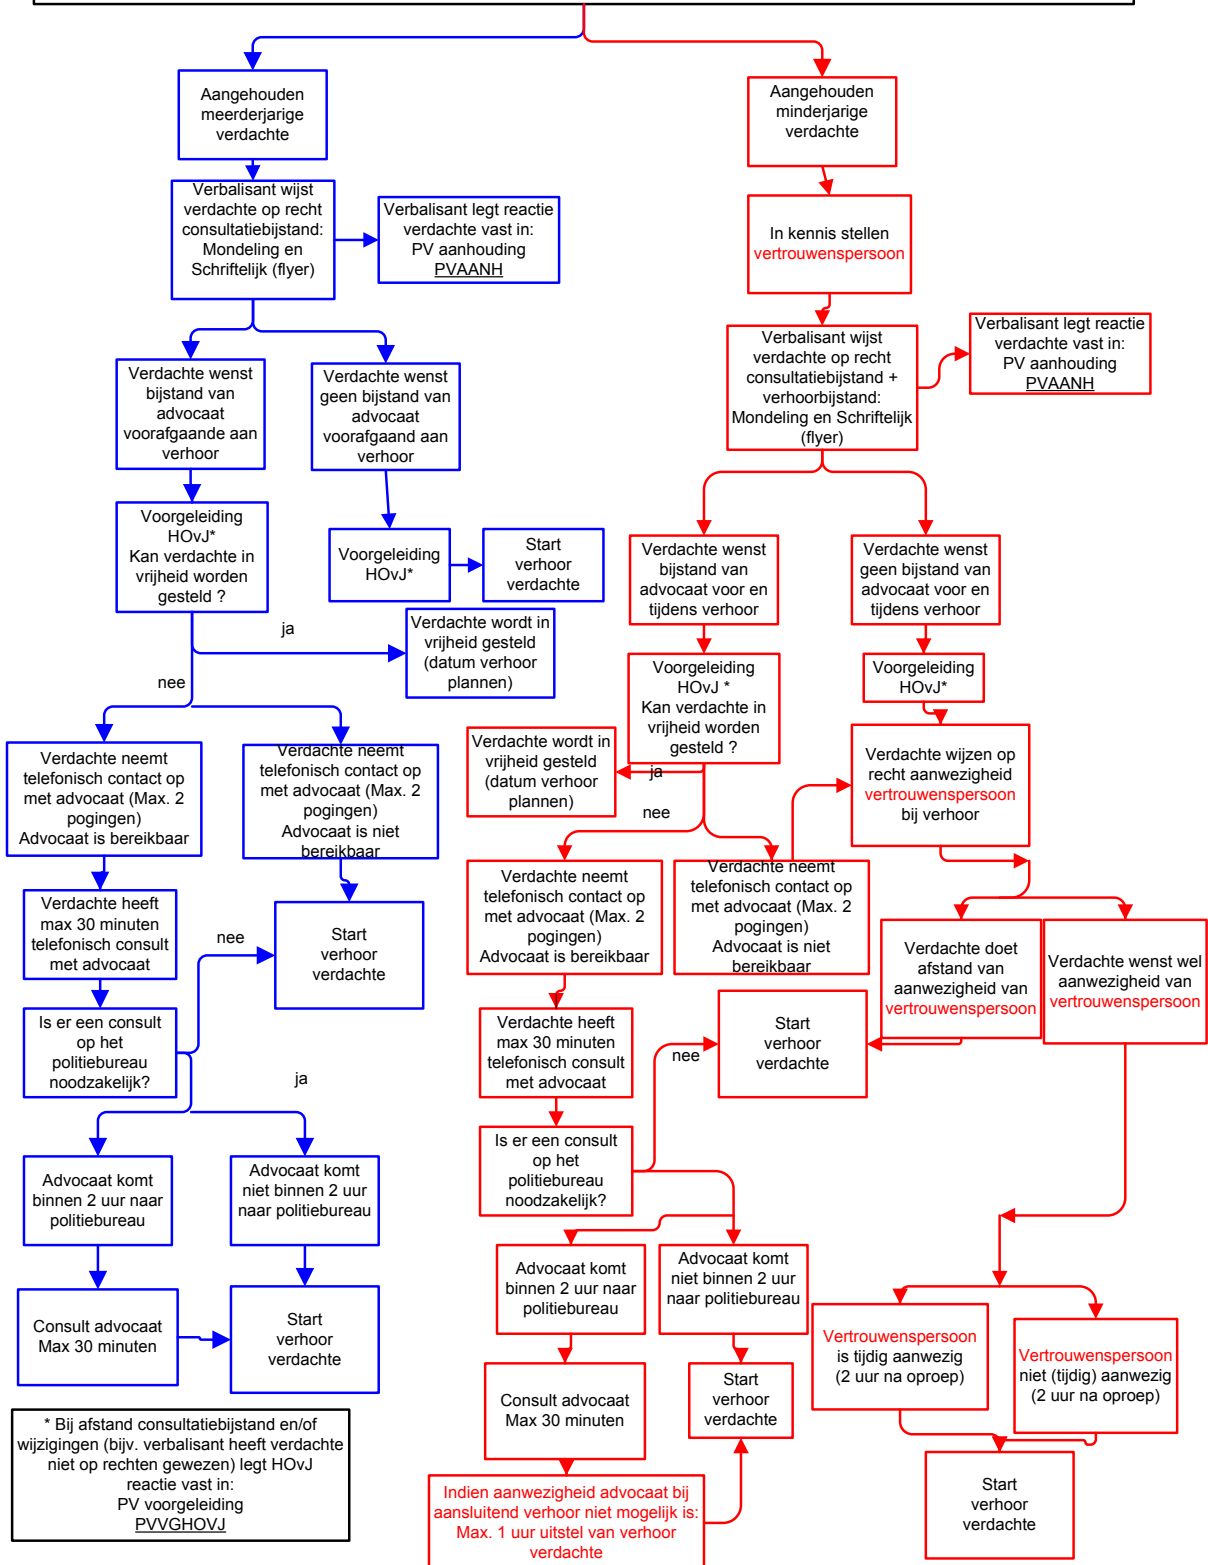 Aangehouden
meerderjarige
verdachte
Verbalisant wijst
verdachte op recht
consultatiebijstand:
Mondeling en
Schriftelijk (flyer)
Verbalisant legt reactie
verdachte vast in:
PV aanhouding
PVAANH
Verdachte wenst
bijstand van
advocaat
voorafgaande aan
verhoor
Verdachte wenst
geen bijstand van
advocaat
voorafgaand aan
verhoor
Voorgeleiding
HOvJ*
Kan verdachte in
vrijheid worden
gesteld ?
Voorgeleiding
HOvJ*
Start
verhoor
verdachte
ja
Verdachte wordt in
vrijheid gesteld
(datum verhoor
plannen)
nee
Verdachte neemt
telefonisch contact op
met advocaat (Max. 2
pogingen)
Advocaat is bereikbaar
Verdachte neemt
telefonisch contact op
met advocaat (Max. 2
pogingen)
Advocaat is niet
bereikbaar
Verdachte heeft
max 30 minuten
telefonisch consult
met advocaat
nee
Start
verhoor
verdachte
Is er een consult
op het
politiebureau
noodzakelijk?
ja
Advocaat komt
binnen 2 uur naar
politiebureau
Advocaat komt
niet binnen 2 uur
naar politiebureau
Consult advocaat
Max 30 minuten
Start
verhoor
verdachte
* Bij afstand consultatiebijstand en/of
wijzigingen (bijv. verbalisant heeft verdachte
niet op rechten gewezen) legt HOvJ
reactie vast in:
PV voorgeleiding
PVVGHOVJ
Aangehouden
minderjarige
verdachte
In kennis stellen
vertrouwenspersoon
Verbalisant wijst
verdachte op recht
consultatiebijstand +
verhoorbijstand:
Mondeling en Schriftelijk
(flyer)
Verbalisant legt reactie
verdachte vast in:
PV aanhouding
PVAANH
Verdachte wenst
bijstand van
advocaat voor en
tijdens verhoor
Verdachte wenst
geen bijstand van
advocaat voor en
tijdens verhoor
Voorgeleiding
HOvJ *
Kan verdachte in
vrijheid worden
gesteld ?
Voorgeleiding
HOvJ*
Verdachte wordt in
vrijheid gesteld
(datum verhoor
plannen)
ja
nee
Verdachte wijzen op
recht aanwezigheid
vertrouwenspersoon
bij verhoor
Verdachte neemt
telefonisch contact op
met advocaat (Max. 2
pogingen)
Advocaat is bereikbaar
Verdachte neemt
telefonisch contact op
met advocaat (Max. 2
pogingen)
Advocaat is niet
bereikbaar
Verdachte doet
afstand van
aanwezigheid van
vertrouwenspersoon
Verdachte wenst wel
aanwezigheid van
vertrouwenspersoon
Verdachte heeft
max 30 minuten
telefonisch consult
met advocaat
nee
Start
verhoor
verdachte
Is er een consult
op het
politiebureau
noodzakelijk?
Advocaat komt
binnen 2 uur naar
politiebureau
Advocaat komt
niet binnen 2 uur
naar politiebureau
Vertrouwenspersoon
is tijdig aanwezig
(2 uur na oproep)
Vertrouwenspersoon
niet (tijdig) aanwezig
(2 uur na oproep)
Consult advocaat
Max 30 minuten
Start
verhoor
verdachte
Indien aanwezigheid advocaat bij
aansluitend verhoor niet mogelijk is:
Max. 1 uur uitstel van verhoor
verdachte
Start
verhoor
verdachte